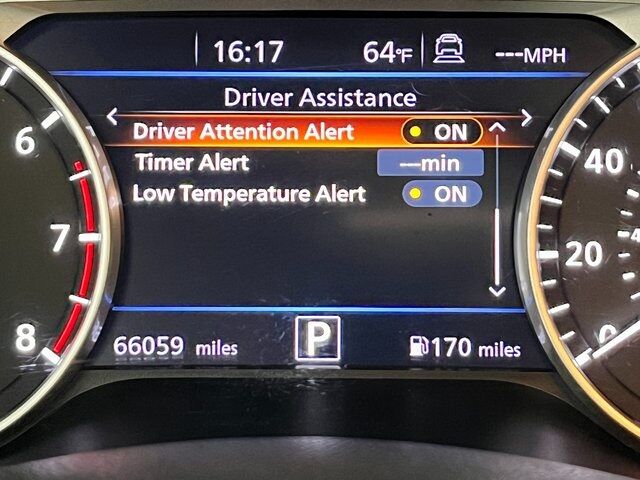 16:17 64°F ---MPH
Driver Assistance
Driver Attention Alert ON
Timer Alert ---min
Low Temperature Alert ON
66059 miles P 170 miles
6
7
8
40
20
0
4